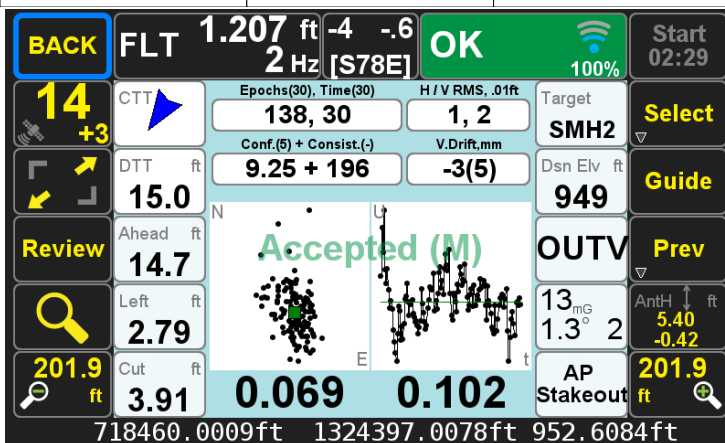 BACK
FLT 1.207 ft
2 Hz
-4 -.6
[S78E]
OK
100%
Start
02:29
14
+3
CTT
Epochs(30), Time(30)
138, 30
H / V RMS, .01ft
1, 2
Target
SMH2
Select
Conf.(5) + Consist.(-)
9.25 + 196
V.Drift,mm
-3(5)
DTT ft
15.0
Dsn Elv ft
949
Guide
Review
Ahead ft
14.7
N
U
Accepted (M)
E
t
OUTV
Prev
Left ft
2.79
13mG
1.3° 2
AntH ft
5.40
-0.42
201.9
ft
Cut ft
3.91
0.069
0.102
AP
Stakeout
201.9
ft
718460.0009ft 1324397.0078ft 952.6084ft